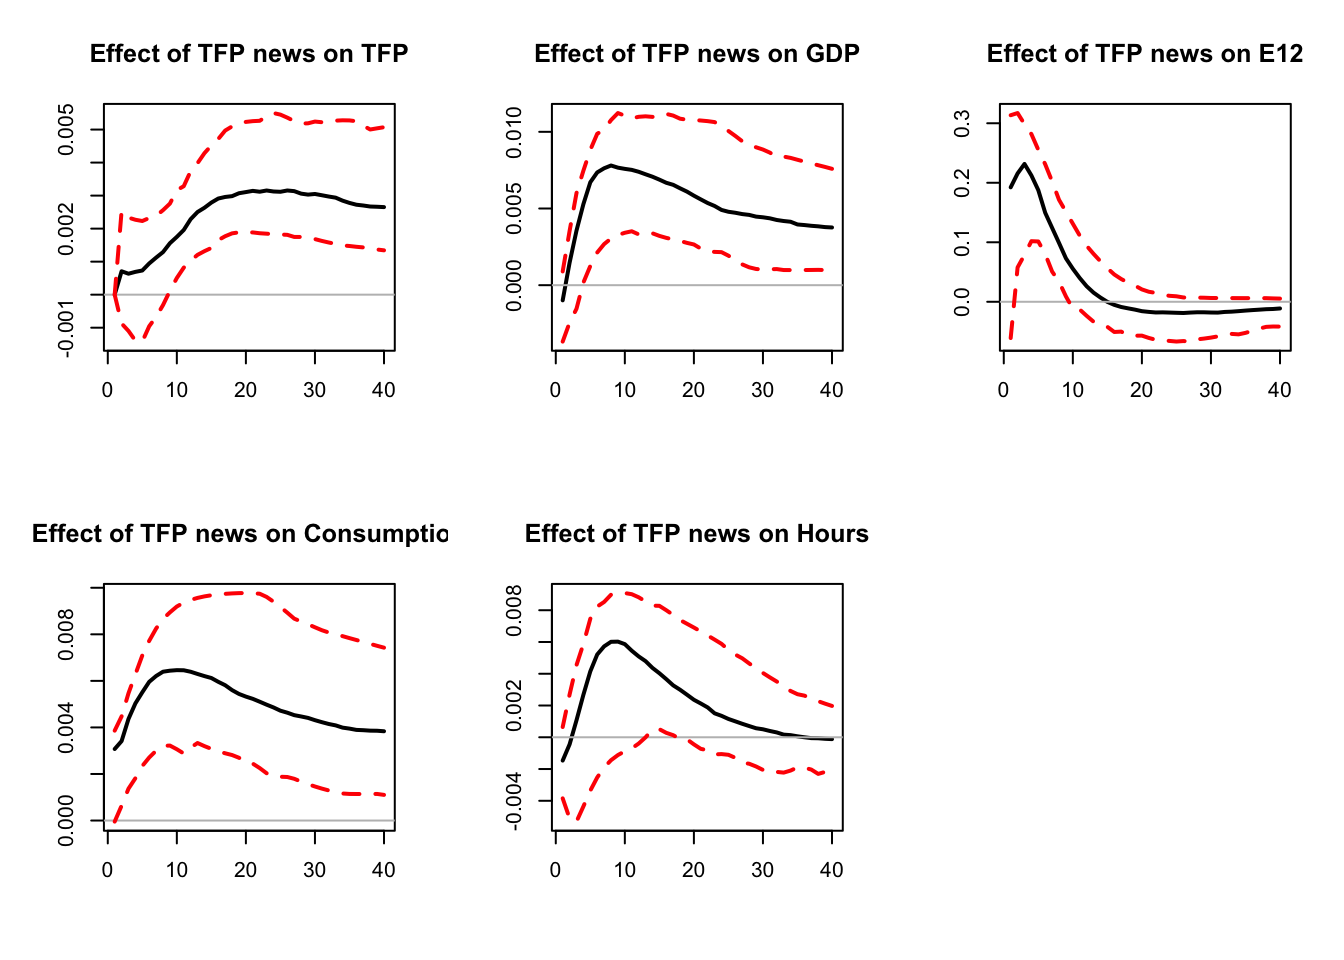 Effect of TFP news on TFP
0.005
0.002
-0.001
0 10 20 30 40
Effect of TFP news on GDP
0.010
0.005
0.000
0 10 20 30 40
Effect of TFP news on E12
0.3
0.2
0.1
0.0
0 10 20 30 40
Effect of TFP news on Consumptio
0.008
0.004
0.000
0 10 20 30 40
Effect of TFP news on Hours
0.008
0.002
-0.004
0 10 20 30 40